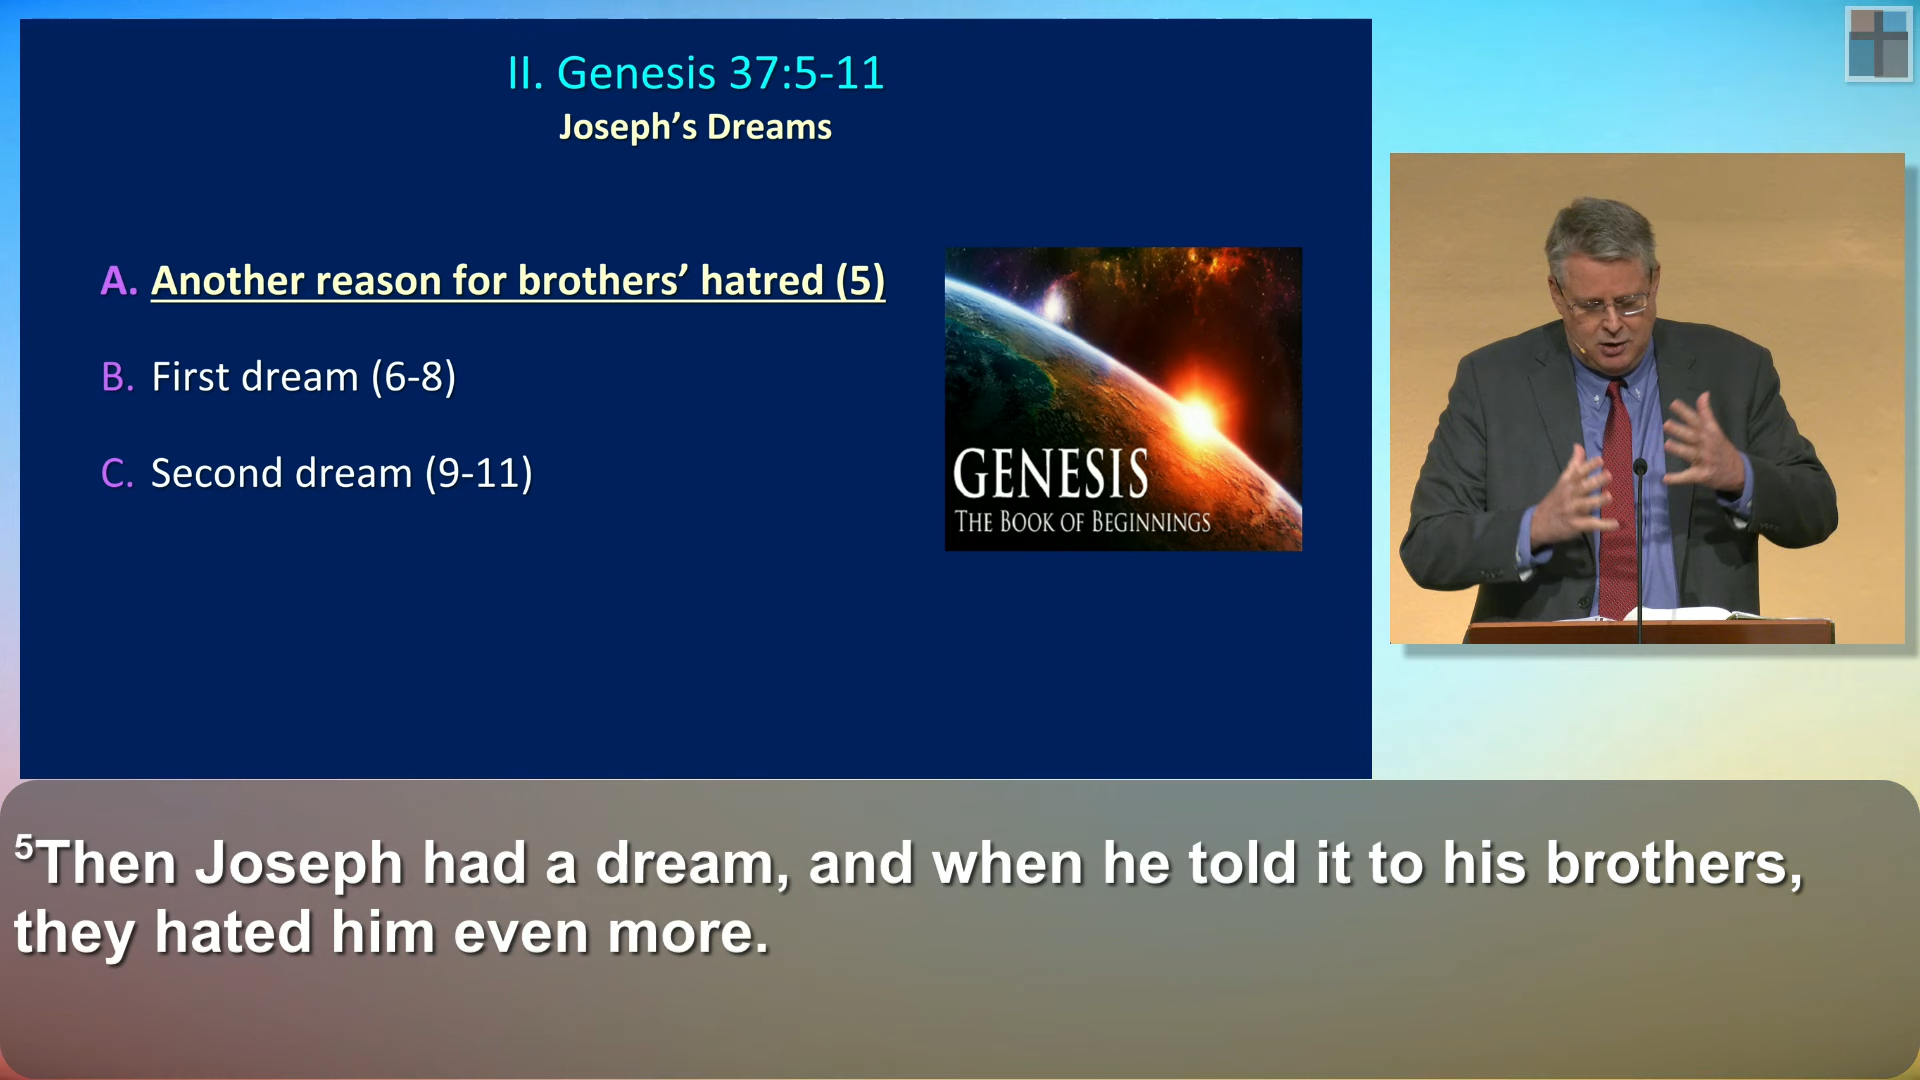 II. Genesis 37:5-11
Joseph’s Dreams
A. Another reason for brothers’ hatred (5)
B. First dream (6-8)
C. Second dream (9-11)
GENESIS
THE BOOK OF BEGINNINGS
⁵Then Joseph had a dream, and when he told it to his brothers,
they hated him even more.